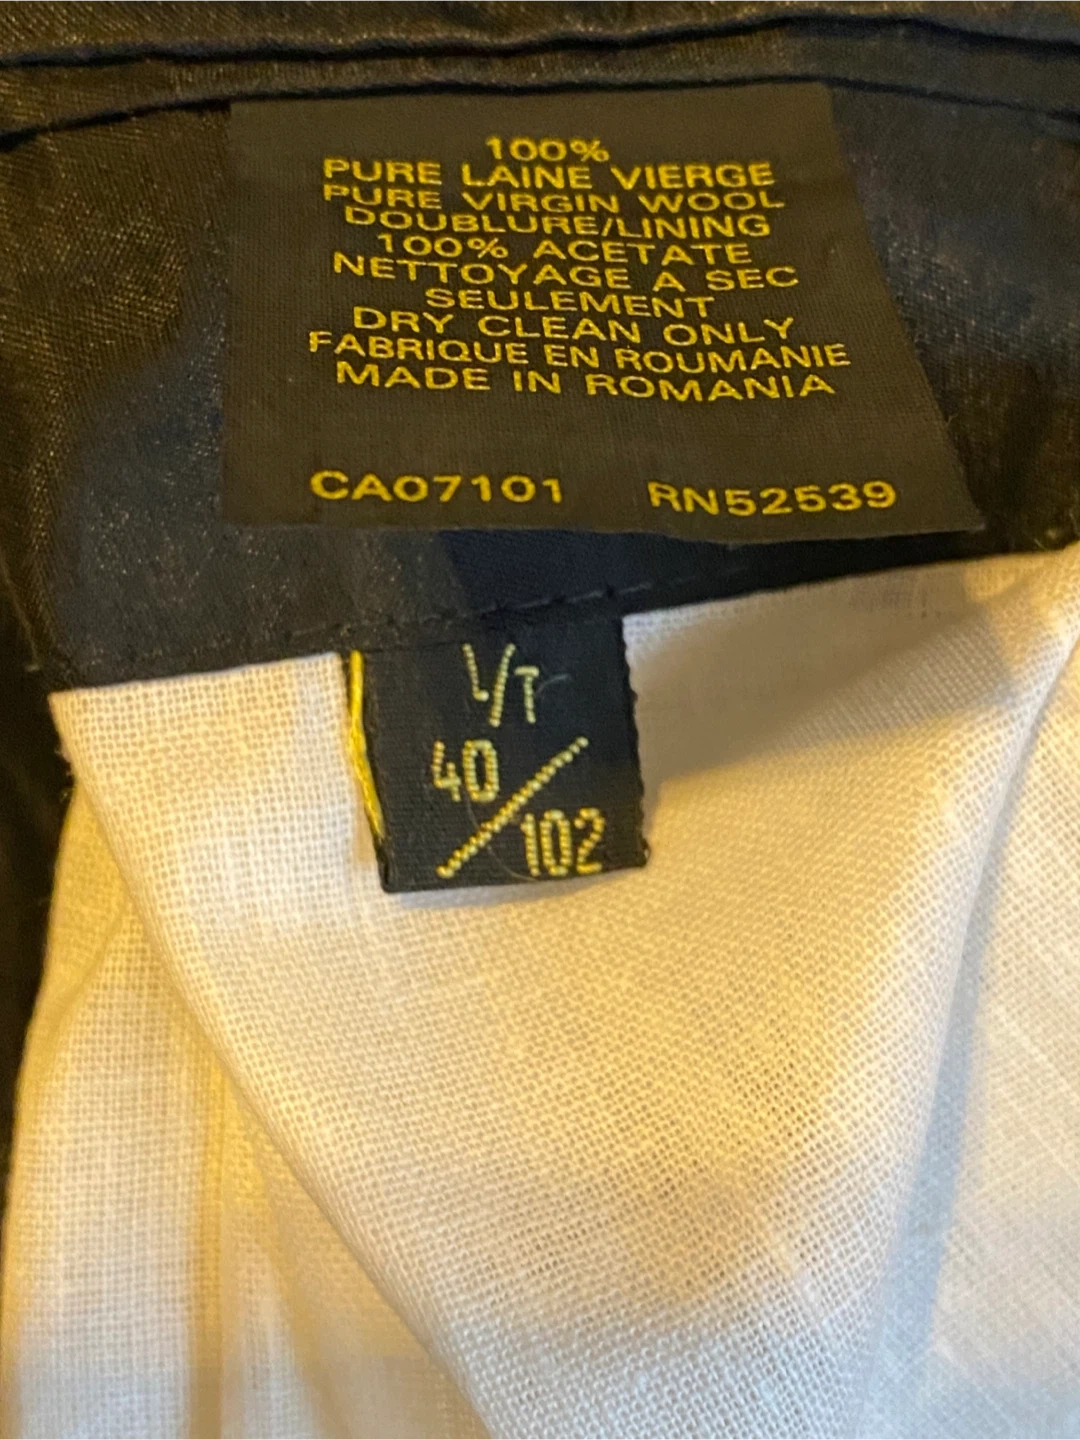 100%
PURE LAINE VIERGE
PURE VIRGIN WOOL
DOUBLURE/LINING
100% ACETATE
NETTOYAGE A SEC
SEULEMENT
DRY CLEAN ONLY
FABRIQUE EN ROUMANIE
MADE IN ROMANIA
CA07101 RN52539
L/T
40/102